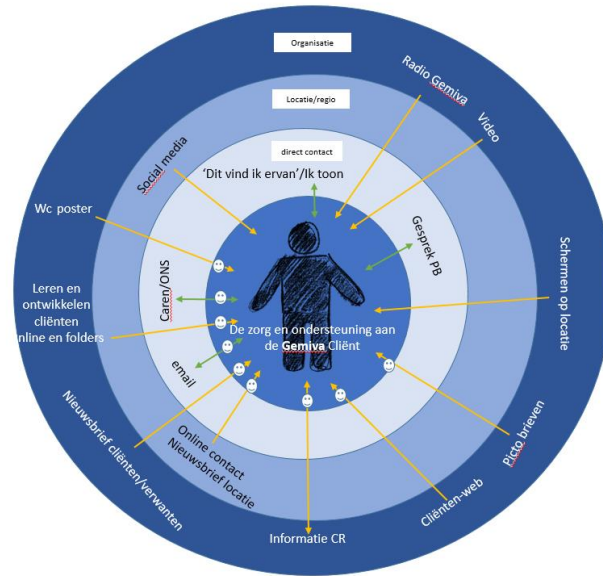 Organisatie
Locatie/regio
direct contact
'Dit vind ik ervan'/Ik toon
Radio Gemiva
Video
Social media
Wc poster
Gesprek PB
Schermen op locatie
Caren/ONS
Leren en
ontwikkelen
cliënten
nline en folders
De zorg en ondersteuning aan
de Gemiva Cliënt
email
Nieuwsbrief cliënten/verwanten
Online contact
Nieuwsbrief locatie
Picto brieven
Cliënten-web
Informatie CR